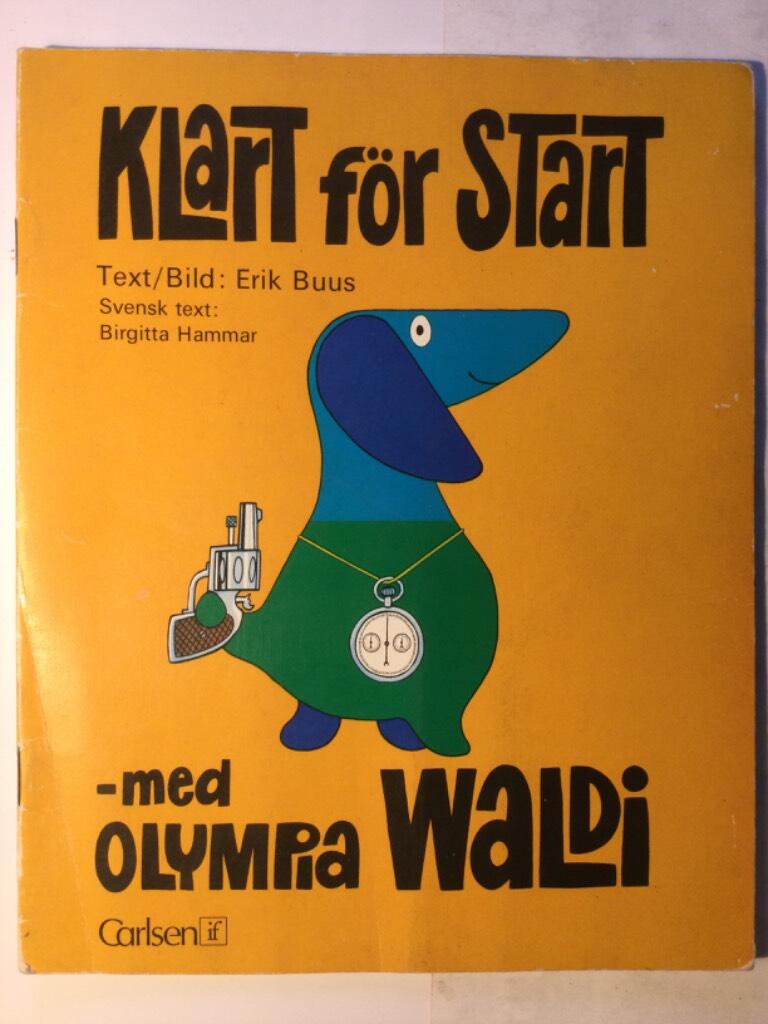 Klart för Start
Text/Bild: Erik Buus
Svensk text:
Birgitta Hammar
-med
OLYMPia Waldi
Carlsen if